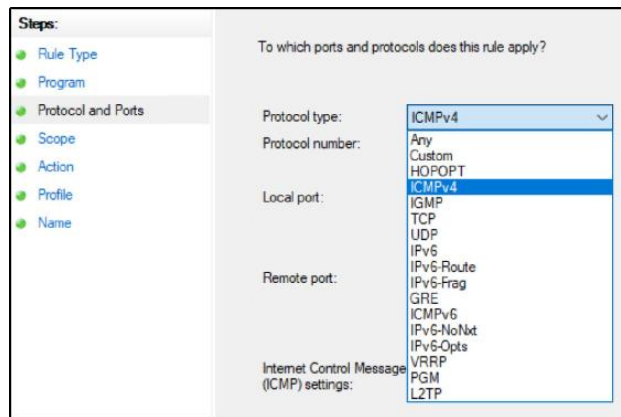 Steps:
Rule Type
Program
Protocol and Ports
Scope
Action
Profile
Name
To which ports and protocols does this rule apply?
Protocol type:
ICMPv4
Protocol number:
Local port:
Remote port:
Internet Control Message
(ICMP) settings:
Any
Custom
HOPOPT
ICMPv4
IGMP
TCP
UDP
IPv6
IPv6-Route
IPv6-Frag
GRE
ICMPv6
IPv6-NoNxt
IPv6-Opts
VRRP
PGM
L2TP